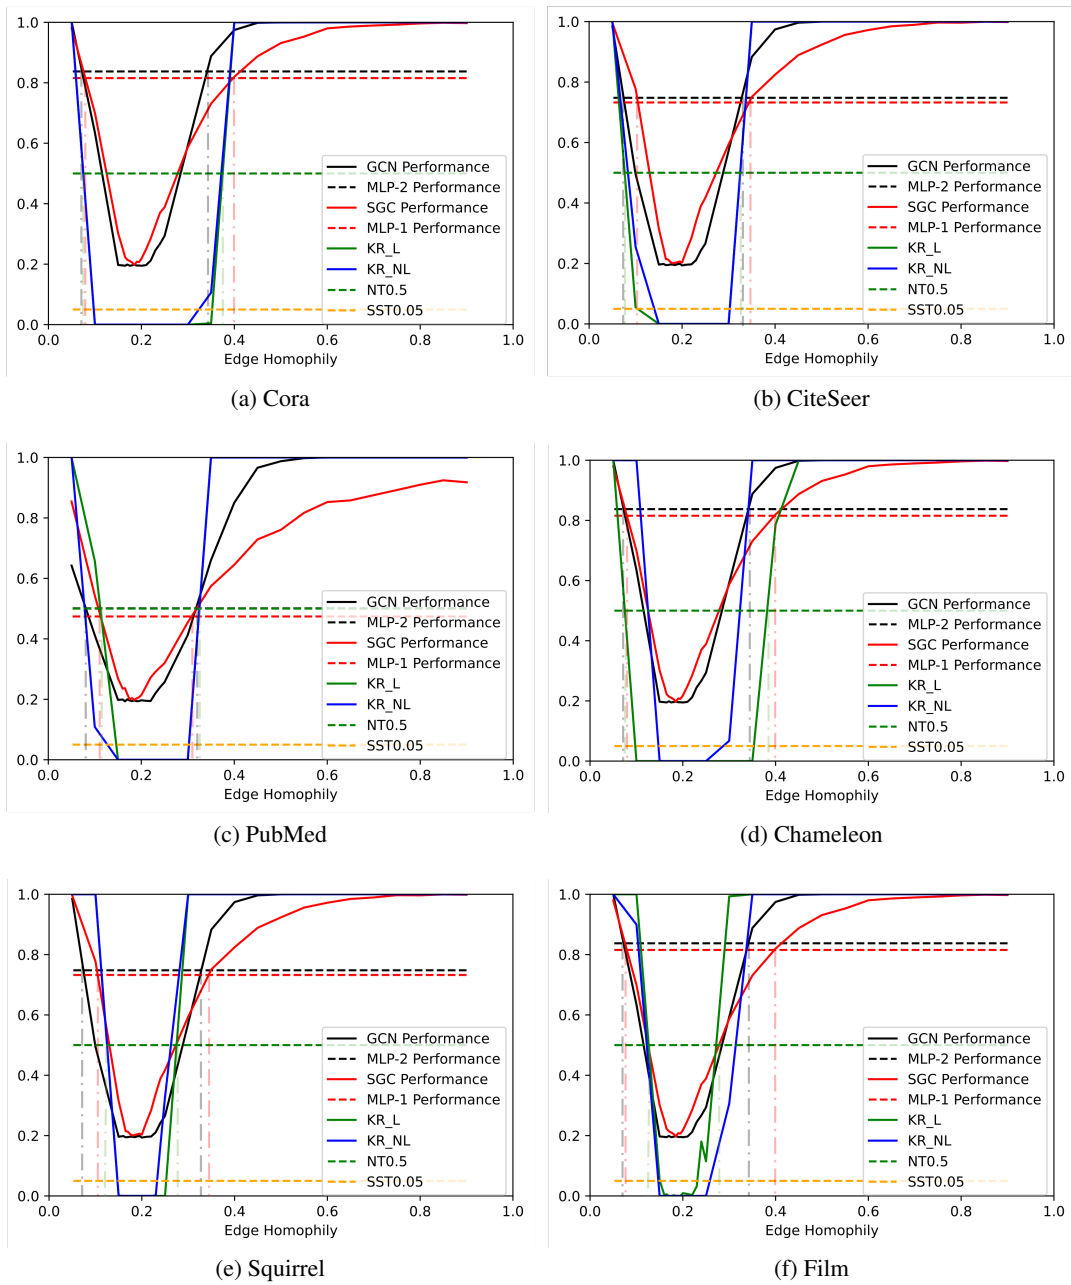 1.0
0.8
0.6
0.4
0.2
0.0
0.0 0.2 0.4 0.6 0.8 1.0
Edge Homophily
GCN Performance
MLP-2 Performance
SGC Performance
MLP-1 Performance
KR_L
KR_NL
NT0.5
SST0.05
(a) Cora
1.0
0.8
0.6
0.4
0.2
0.0
0.0 0.2 0.4 0.6 0.8 1.0
Edge Homophily
GCN Performance
MLP-2 Performance
SGC Performance
MLP-1 Performance
KR_L
KR_NL
NT0.5
SST0.05
(b) CiteSeer
1.0
0.8
0.6
0.4
0.2
0.0
0.0 0.2 0.4 0.6 0.8 1.0
Edge Homophily
GCN Performance
MLP-2 Performance
SGC Performance
MLP-1 Performance
KR_L
KR_NL
NT0.5
SST0.05
(c) PubMed
1.0
0.8
0.6
0.4
0.2
0.0
0.0 0.2 0.4 0.6 0.8 1.0
Edge Homophily
GCN Performance
MLP-2 Performance
SGC Performance
MLP-1 Performance
KR_L
KR_NL
NT0.5
SST0.05
(d) Chameleon
1.0
0.8
0.6
0.4
0.2
0.0
0.0 0.2 0.4 0.6 0.8 1.0
Edge Homophily
GCN Performance
MLP-2 Performance
SGC Performance
MLP-1 Performance
KR_L
KR_NL
NT0.5
SST0.05
(e) Squirrel
1.0
0.8
0.6
0.4
0.2
0.0
0.0 0.2 0.4 0.6 0.8 1.0
Edge Homophily
GCN Performance
MLP-2 Performance
SGC Performance
MLP-1 Performance
KR_L
KR_NL
NT0.5
SST0.05
(f) Film